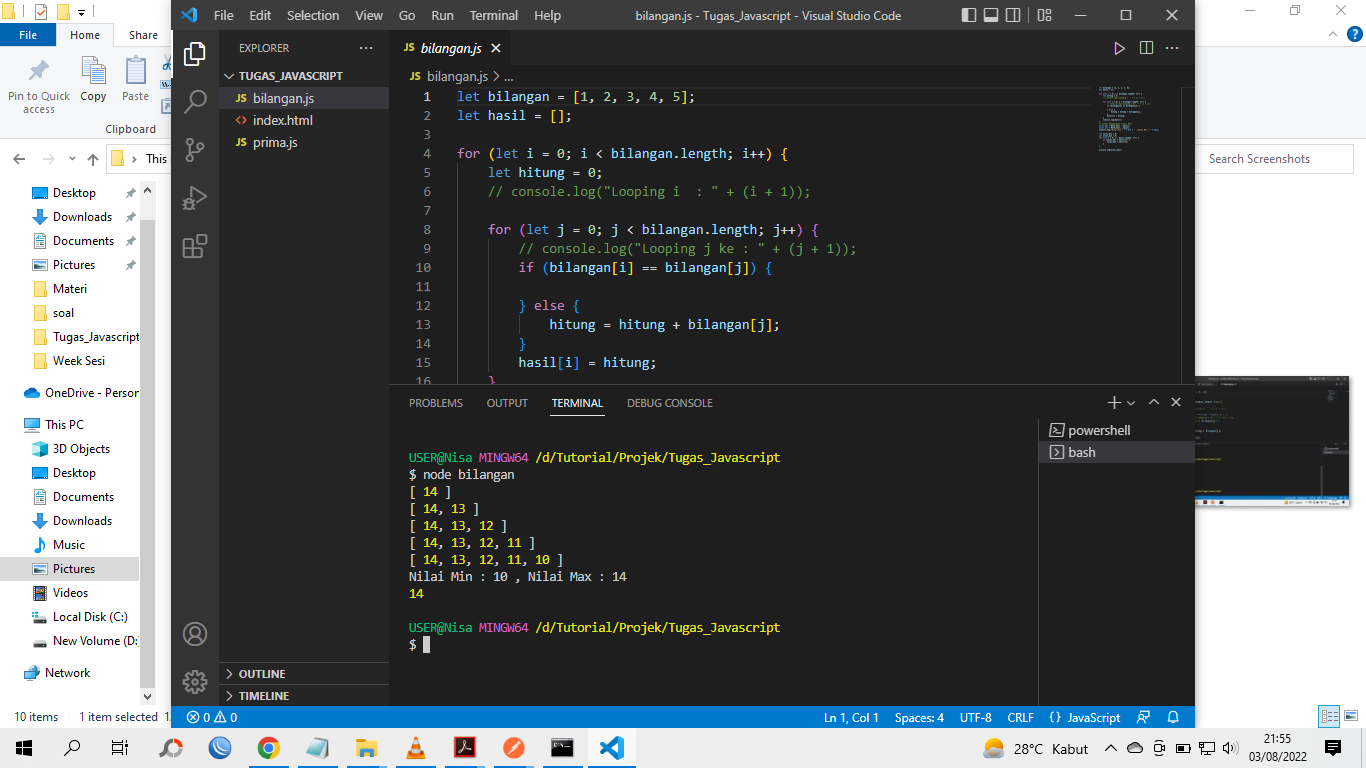 File Edit Selection View Go Run Terminal Help
bilangan.js - Tugas_Javascript - Visual Studio Code
File Home Share
Pin to Quick access
Copy
Paste
Clipboard
This
Search Screenshots
Desktop
Downloads
Documents
Pictures
Materi
soal
Tugas_Javascript
Week Sesi
OneDrive - Person
This PC
3D Objects
Desktop
Documents
Downloads
Music
Pictures
Videos
Local Disk (C:)
New Volume (D:
Network
10 items 1 item selected 1
EXPLORER ...
TUGAS_JAVASCRIPT
JS bilangan.js
<> index.html
JS prima.js
OUTLINE
TIMELINE
JS bilangan.js
JS bilangan.js > ...
1 let bilangan = [1, 2, 3, 4, 5];
2 let hasil = [];
3
4 for (let i = 0; i < bilangan.length; i++) {
5 let hitung = 0;
6 // console.log("Looping i  : " + (i + 1));
7
8 for (let j = 0; j < bilangan.length; j++) {
9 // console.log("Looping j ke : " + (j + 1));
10 if (bilangan[i] == bilangan[j]) {
11
12 } else {
13 hitung = hitung + bilangan[j];
14 }
15 hasil[i] = hitung;
16 }
PROBLEMS OUTPUT TERMINAL DEBUG CONSOLE
powershell
bash
USER@Nisa MINGW64 /d/Tutorial/Projek/Tugas_Javascript
$ node bilangan
[ 14 ]
[ 14, 13 ]
[ 14, 13, 12 ]
[ 14, 13, 12, 11 ]
[ 14, 13, 12, 11, 10 ]
Nilai Min : 10 , Nilai Max : 14
14
USER@Nisa MINGW64 /d/Tutorial/Projek/Tugas_Javascript
$
0 0
Ln 1, Col 1 Spaces: 4 UTF-8 CRLF {} JavaScript
28°C Kabut
21:55
03/08/2022